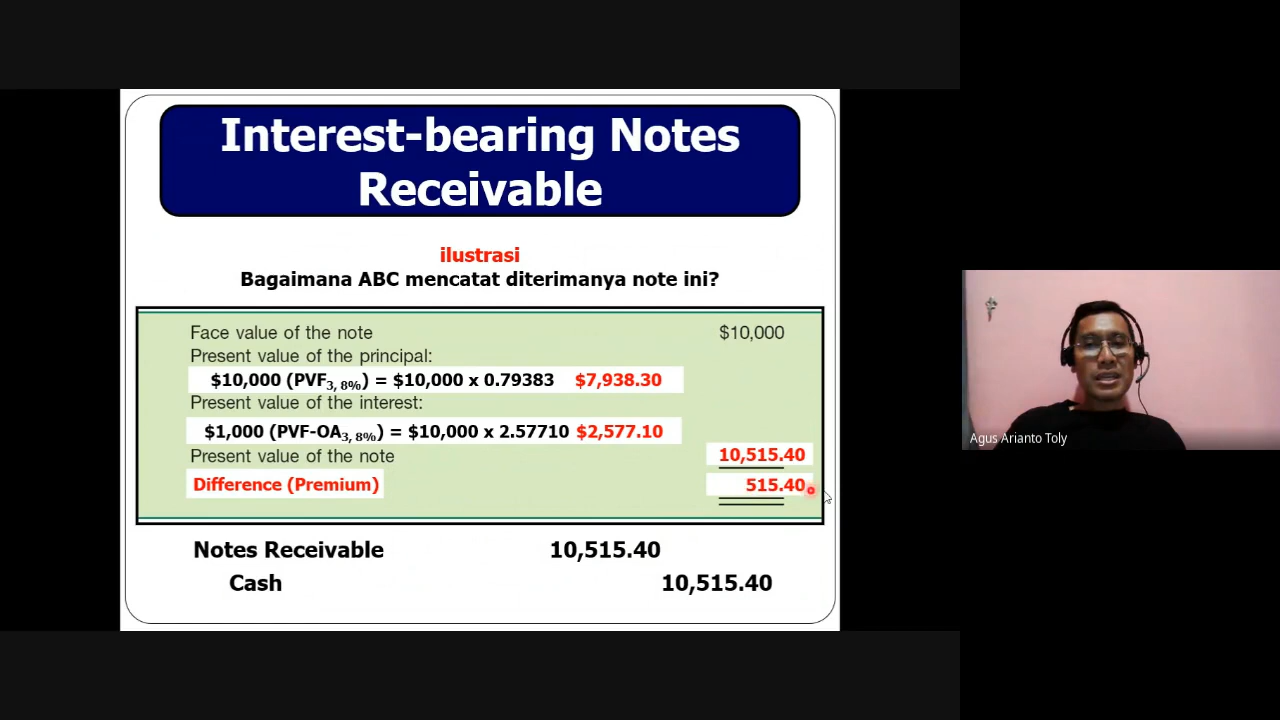 Interest-bearing Notes
Receivable
ilustrasi
Bagaimana ABC mencatat diterimanya note ini?
Face value of the note $10,000
Present value of the principal:
$10,000 (PVF3, 8%) = $10,000 x 0.79383 $7,938.30
Present value of the interest:
$1,000 (PVF-OA3, 8%) = $10,000 x 2.57710 $2,577.10
Present value of the note 10,515.40
Difference (Premium) 515.40
Notes Receivable 10,515.40
Cash 10,515.40
Agus Arianto Toly